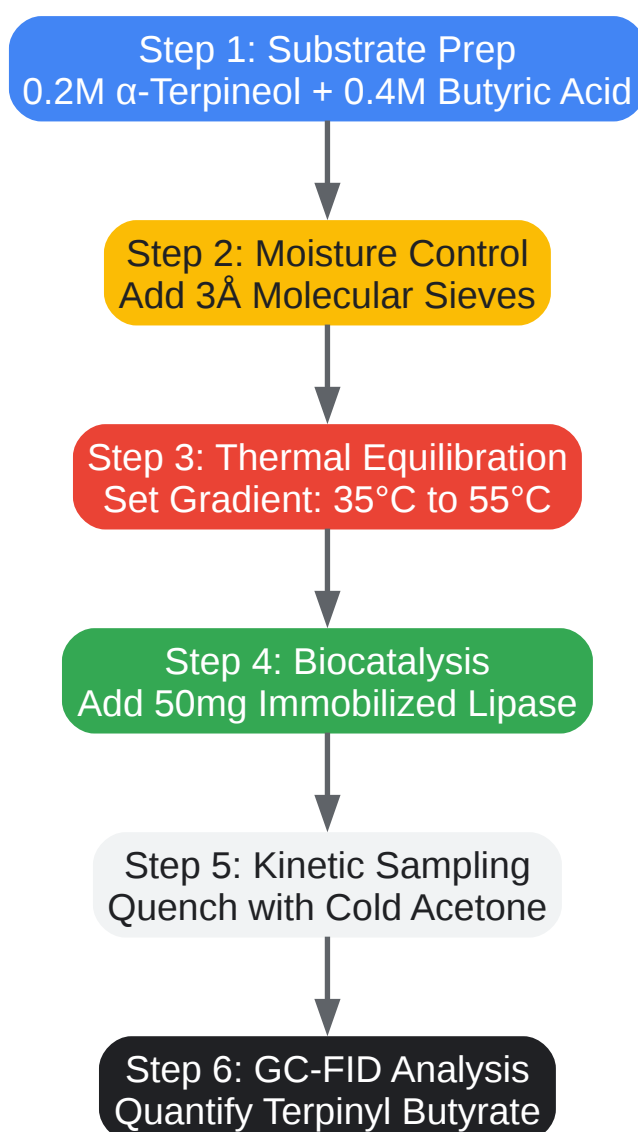 Step 1: Substrate Prep
0.2M α-Terpineol + 0.4M Butyric Acid
Step 2: Moisture Control
Add 3Å Molecular Sieves
Step 3: Thermal Equilibration
Set Gradient: 35°C to 55°C
Step 4: Biocatalysis
Add 50mg Immobilized Lipase
Step 5: Kinetic Sampling
Quench with Cold Acetone
Step 6: GC-FID Analysis
Quantify Terpinyl Butyrate